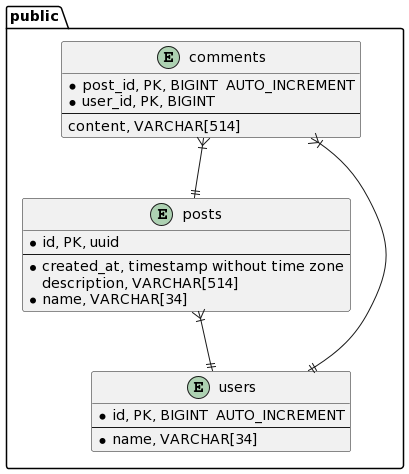 public
E comments
* post_id, PK, BIGINT AUTO_INCREMENT
* user_id, PK, BIGINT
content, VARCHAR[514]
E posts
* id, PK, uuid
* created_at, timestamp without time zone
description, VARCHAR[514]
* name, VARCHAR[34]
E users
* id, PK, BIGINT AUTO_INCREMENT
* name, VARCHAR[34]